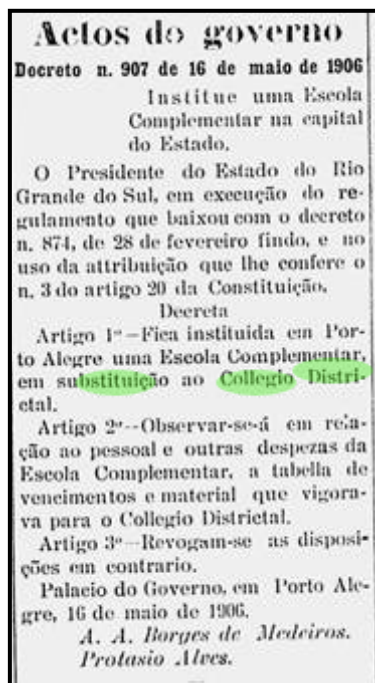 Actos do governo
Decreto n. 907 de 16 de maio de 1906
Institue uma Escola
Complementar na capital
do Estado.
O Presidente do Estado do Rio
Grande do Sul, em execução do re-
gulamento que baixou com o decreto
n. 874, de 28 de fevereiro findo, e no
uso da attribuição que lhe confere o
n. 3 do artigo 20 da Constituição.
Decreta
Artigo 1º—Fica instituida em Por-
to Alegre uma Escola Complementar,
em substituição ao Collegio Distri-
ctal.
Artigo 2º--Observar-se-á em rela-
ção ao pessoal e outras despezas da
Escola Complementar, a tabella de
vencimentos e material que vigora-
va para o Collegio Districtal.
Artigo 3º—Revogam-se as disposi-
ções em contrario.
Palacio do Governo, em Porto Ale-
gre, 16 de maio de 1906.
A. A. Borges de Medeiros.
Protasio Alves.